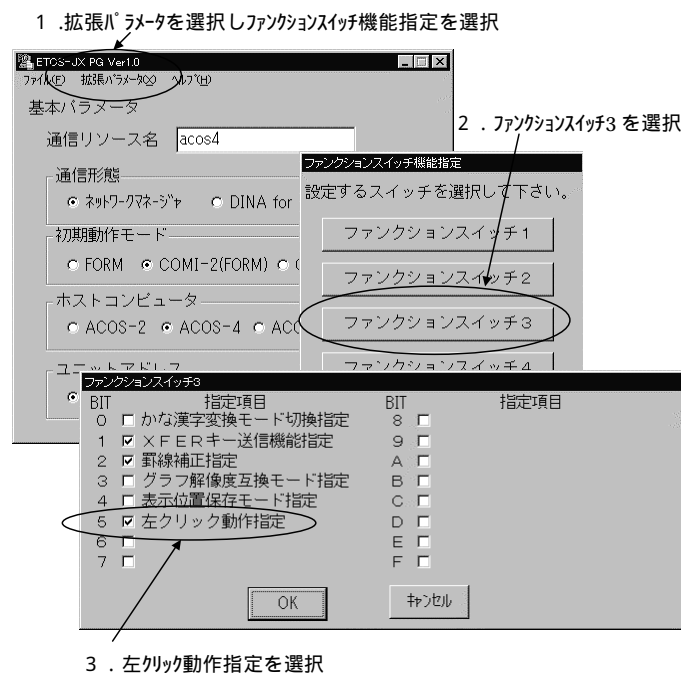 1 .拡張パラメータを選択しファンクションスイッチ機能指定を選択
ETOS-JX PG Ver1.0
ファイル(F) 拡張パラメータ(X) ヘルプ(H)
基本パラメータ
2 . ファンクションスイッチ3 を選択
通信リソース名 acos4
ファンクションスイッチ機能指定
通信形態
設定するスイッチを選択して下さい。
ネットワークマネージャ DINA for
ファンクションスイッチ1
初期動作モード
FORM COMI-2(FORM)
ファンクションスイッチ2
ホストコンピュータ
ACOS-2 ACOS-4
ファンクションスイッチ3
ユニットアドレス
ファンクションスイッチ4
ファンクションスイッチ3
BIT 指定項目 BIT 指定項目
0 かな漢字変換モード切換指定 8
1 XFERキー送信機能指定 9
2 罫線補正指定 A
3 グラフ解像度互換モード指定 B
4 表示位置保存モード指定 C
5 左クリック動作指定 D
6 E
7 F
OK キャンセル
3 . 左クリック動作指定を選択